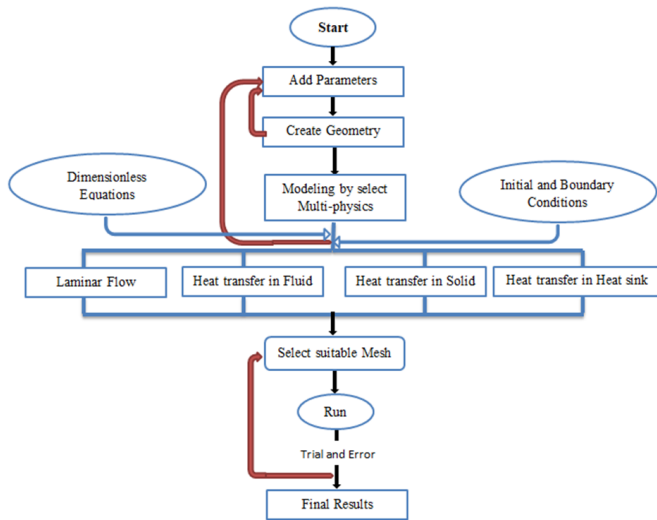 Start
Add Parameters
Create Geometry
Dimensionless
Equations
Modeling by select
Multi-physics
Initial and Boundary
Conditions
Laminar Flow
Heat transfer in Fluid
Heat transfer in Solid
Heat transfer in Heat sink
Select suitable Mesh
Run
Trial and Error
Final Results